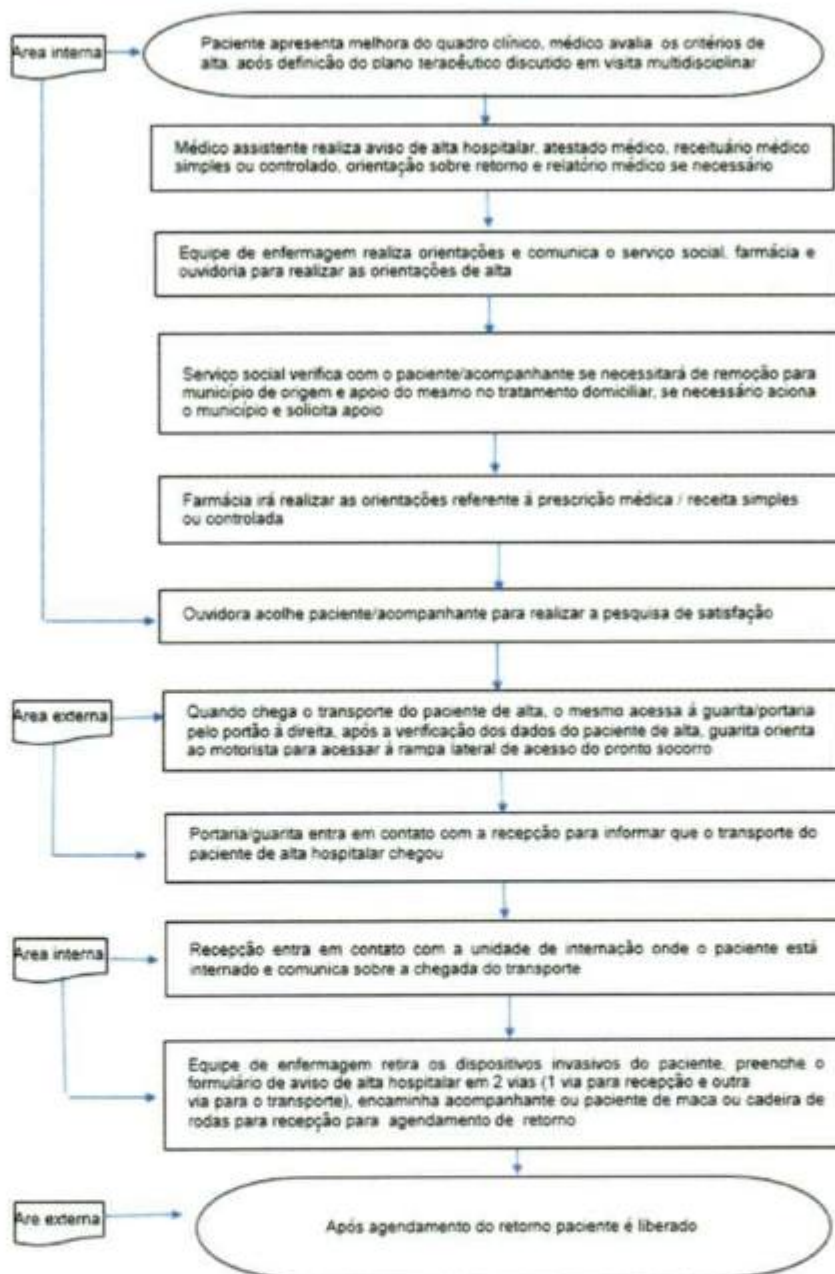 Area interna
Paciente apresenta melhora do quadro clínico, médico avalia os critérios de
alta, após definição do plano terapêutico discutido em visita multidisciplinar
Médico assistente realiza aviso de alta hospitalar, atestado médico, receituário médico
simples ou controlado, orientação sobre retorno e relatório médico se necessário
Equipe de enfermagem realiza orientações e comunica o serviço social, farmácia e
ouvidoria para realizar as orientações de alta
Serviço social verifica com o paciente/acompanhante se necessitará de remoção para
município de origem e apoio do mesmo no tratamento domiciliar, se necessário aciona
o município e solicita apoio
Farmácia irá realizar as orientações referente á prescrição médica / receita simples
ou controlada
Ouvidora acolhe paciente/acompanhante para realizar a pesquisa de satisfação
Area externa
Quando chega o transporte do paciente de alta, o mesmo acessa á guarita/portaria
pelo portão á direita, após a verificação dos dados do paciente de alta, guarita orienta
ao motorista para acessar á rampa lateral de acesso do pronto socorro
Portaria/guarita entra em contato com a recepção para informar que o transporte do
paciente de alta hospitalar chegou
Area interna
Recepção entra em contato com a unidade de internação onde o paciente está
internado e comunica sobre a chegada do transporte
Equipe de enfermagem retira os dispositivos invasivos do paciente, preenche o
formulário de aviso de alta hospitalar em 2 vias (1 via para recepção e outra
via para o transporte), encaminha acompanhante ou paciente de maca ou cadeira de
rodas para recepção para agendamento de retorno
Are externa
Após agendamento do retorno paciente é liberado